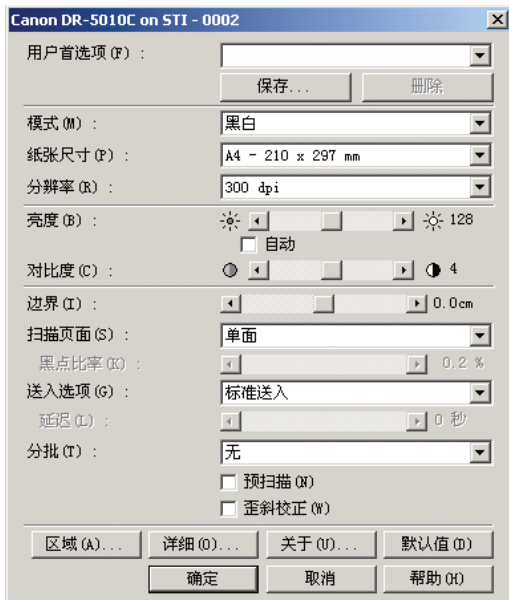 Canon DR-5010C on STI - 0002
用户首选项(F) :
保存... 删除
模式(M) : 黑白
纸张尺寸(P) : A4 - 210 x 297 mm
分辨率(R) : 300 dpi
亮度(B) : 128
自动
对比度(C) : 4
边界(I) : 0.0cm
扫描页面(S) : 单面
黑点比率(K) : 0.2 %
送入选项(G) : 标准送入
延迟(L) : 0 秒
分批(T) : 无
预扫描(N)
歪斜校正(W)
区域(A)... 详细(O)... 关于(U)... 默认值(D)
确定 取消 帮助(H)